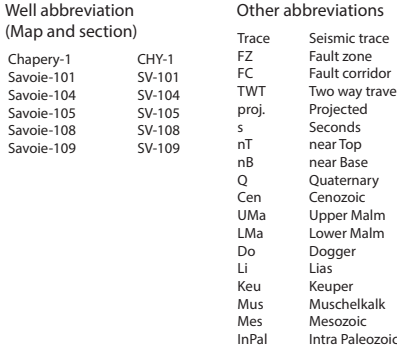 Well abbreviation
(Map and section)
Chapery-1 CHY-1
Savoie-101 SV-101
Savoie-104 SV-104
Savoie-105 SV-105
Savoie-108 SV-108
Savoie-109 SV-109
Other abbreviations
Trace Seismic trace
FZ Fault zone
FC Fault corridor
TWT Two way trave
proj. Projected
s Seconds
nT near Top
nB near Base
Q Quaternary
Cen Cenozoic
UMa Upper Malm
LMa Lower Malm
Do Dogger
Li Lias
Keu Keuper
Mus Muschelkalk
Mes Mesozoic
InPal Intra Paleozoic